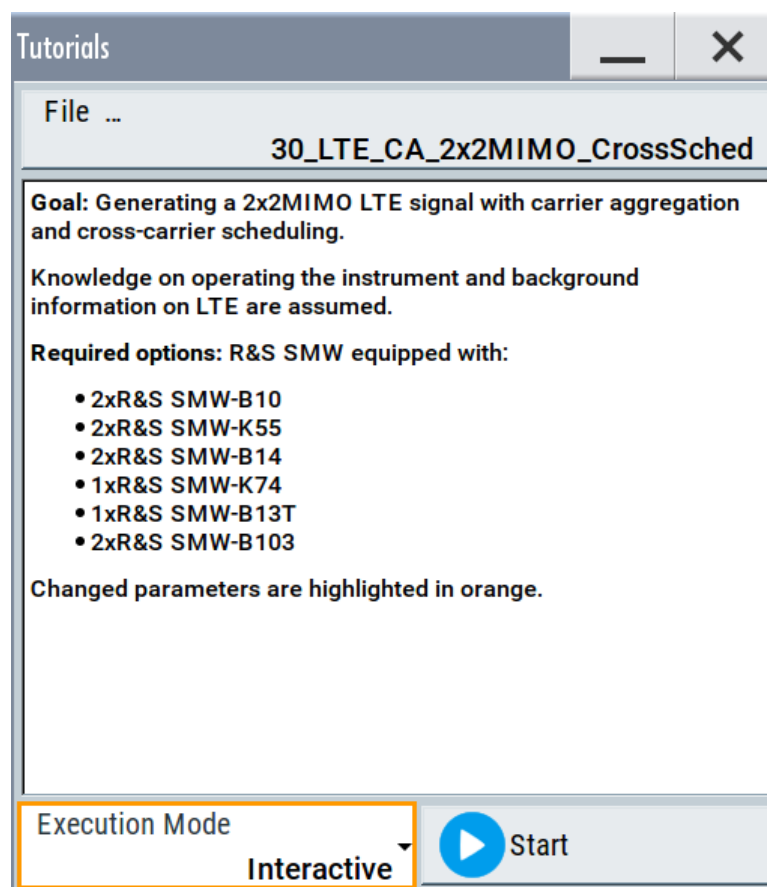 Tutorials
File ...
30_LTE_CA_2x2MIMO_CrossSched
Goal: Generating a 2x2MIMO LTE signal with carrier aggregation
and cross-carrier scheduling.
Knowledge on operating the instrument and background
information on LTE are assumed.
Required options: R&S SMW equipped with:
• 2xR&S SMW-B10
• 2xR&S SMW-K55
• 2xR&S SMW-B14
• 1xR&S SMW-K74
• 1xR&S SMW-B13T
• 2xR&S SMW-B103
Changed parameters are highlighted in orange.
Execution Mode
Interactive
Start